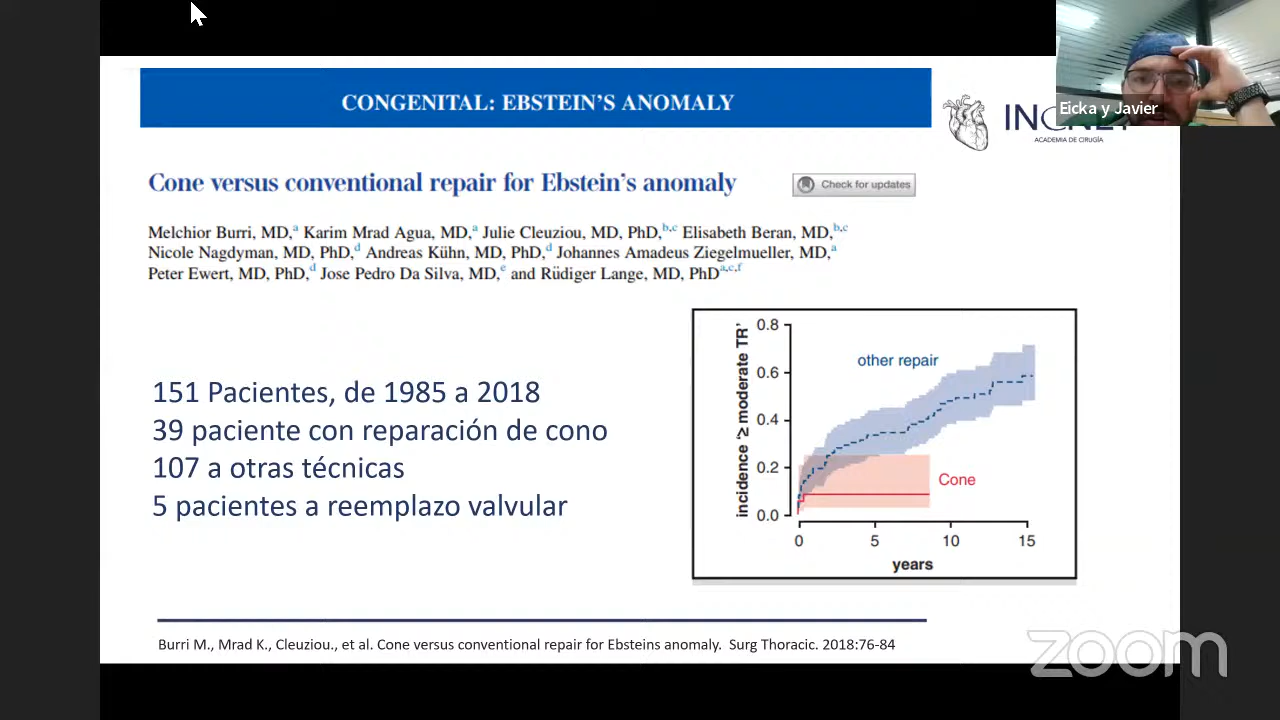 CONGENITAL: EBSTEIN'S ANOMALY
Eicka y Javier
ACADEMIA DE CIRUGÍA
Cone versus conventional repair for Ebstein's anomaly
Check for updates
Melchior Burri, MD,a Karim Mrad Agua, MD,a Julie Cleuziou, MD, PhD,b,c Elisabeth Beran, MD,b,c
Nicole Nagdyman, MD, PhD,d Andreas Kühn, MD, PhD,d Johannes Amadeus Ziegelmueller, MD,a
Peter Ewert, MD, PhD,d Jose Pedro Da Silva, MD,e and Rüdiger Lange, MD, PhDa,c,f
151 Pacientes, de 1985 a 2018
39 paciente con reparación de cono
107 a otras técnicas
5 pacientes a reemplazo valvular
incidence '≥ moderate TR'
0.8
0.6
0.4
0.2
0.0
other repair
Cone
0 5 10 15
years
Burri M., Mrad K., Cleuziou., et al. Cone versus conventional repair for Ebsteins anomaly. Surg Thoracic. 2018:76-84
zoom